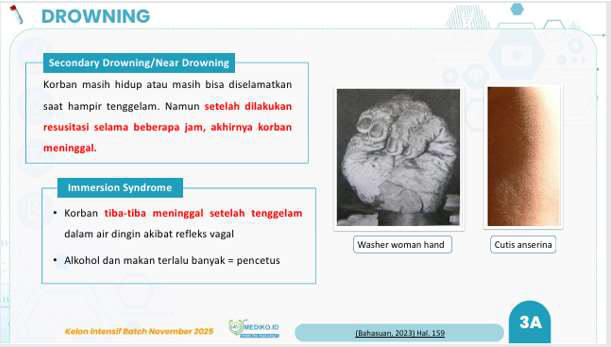 DROWNING
Secondary Drowning/Near Drowning
Korban masih hidup atau masih bisa diselamatkan
saat hampir tenggelam. Namun setelah dilakukan
resusitasi selama beberapa jam, akhirnya korban
meninggal.
Immersion Syndrome
• Korban tiba-tiba meninggal setelah tenggelam
dalam air dingin akibat refleks vagal
• Alkohol dan makan terlalu banyak = pencetus
Washer woman hand
Cutis anserina
Kelon Intensif Batch November 2025
MEDIKO.ID
(Bahasuan, 2023) Hal. 159
3A